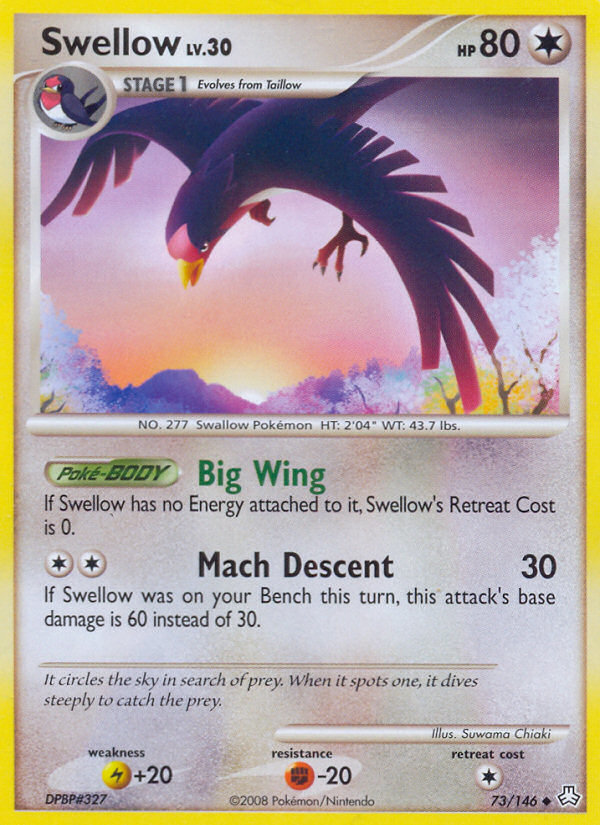 Swellow LV.30 HP 80
STAGE 1 Evolves from Taillow
NO. 277 Swallow Pokémon HT: 2'04" WT: 43.7 lbs.
Poké-BODY Big Wing
If Swellow has no Energy attached to it, Swellow's Retreat Cost
is 0.
Mach Descent 30
If Swellow was on your Bench this turn, this attack's base
damage is 60 instead of 30.
It circles the sky in search of prey. When it spots one, it dives
steeply to catch the prey.
Illus. Suwama Chiaki
weakness resistance retreat cost
+20 -20
DPBP#327 ©2008 Pokémon/Nintendo 73/146